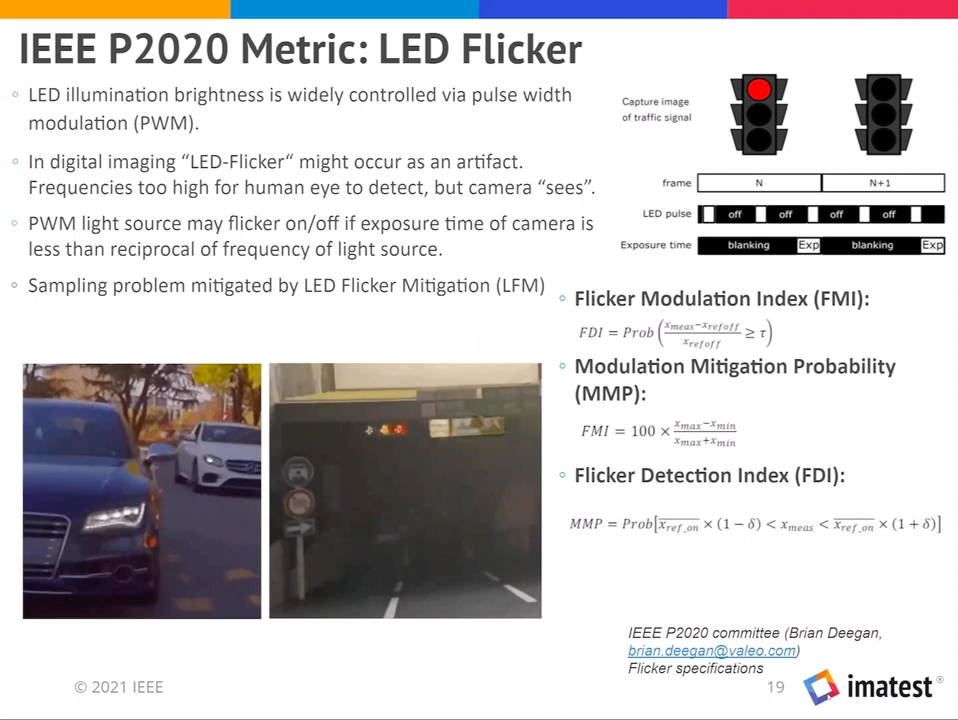 IEEE P2020 Metric: LED Flicker
◦ LED illumination brightness is widely controlled via pulse width
modulation (PWM).
◦ In digital imaging “LED-Flicker“ might occur as an artifact.
Frequencies too high for human eye to detect, but camera “sees”.
◦ PWM light source may flicker on/off if exposure time of camera is
less than reciprocal of frequency of light source.
◦ Sampling problem mitigated by LED Flicker Mitigation (LFM)
Capture image
of traffic signal
frame N N+1
LED pulse off off off off
Exposure time blanking Exp blanking Exp
◦ Flicker Modulation Index (FMI):
FDI = Prob((x_meas − x_refoff)/x_refoff ≥ τ)
◦ Modulation Mitigation Probability
(MMP):
FMI = 100 × (x_max − x_min)/(x_max + x_min)
◦ Flicker Detection Index (FDI):
MMP = Prob[x̅_ref_on × (1 − δ) < x_meas < x̅_ref_on × (1 + δ)]
IEEE P2020 committee (Brian Deegan,
brian.deegan@valeo.com)
Flicker specifications
© 2021 IEEE
19
imatest®